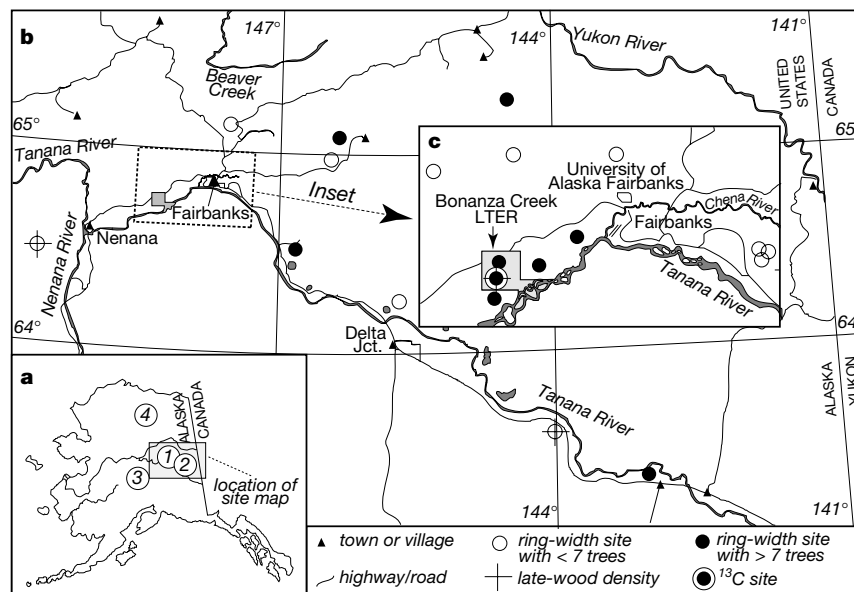 b
147°
144°
141°
Beaver
Creek
Yukon River
UNITED
STATES
CANADA
65°
65°
Tanana River
Inset
Fairbanks
Nenana
Nenana River
c
University of
Alaska Fairbanks
Bonanza Creek
LTER
Chena River
Fairbanks
Tanana River
64°
64°
Delta
Jct.
Tanana River
ALASKA
YUKON
144°
141°
a
ALASKA
CANADA
4
1
2
3
location of
site map
town or village
highway/road
ring-width site
with < 7 trees
late-wood density
ring-width site
with > 7 trees
¹³C site